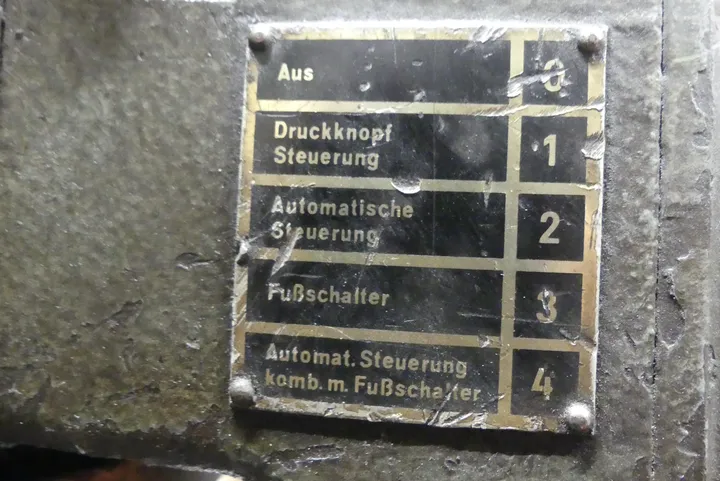 Aus 0
Druckknopf
Steuerung 1
Automatische
Steuerung 2
Fußschalter 3
Automat. Steuerung
komb. m. Fußschalter 4